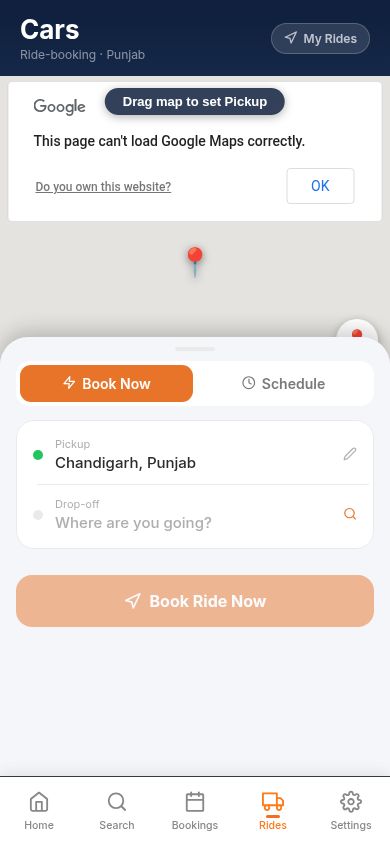 Cars
Ride-booking · Punjab
My Rides
Google
Drag map to set Pickup
This page can't load Google Maps correctly.
Do you own this website?
OK
Book Now
Schedule
Pickup
Chandigarh, Punjab
Drop-off
Where are you going?
Book Ride Now
Home
Search
Bookings
Rides
Settings